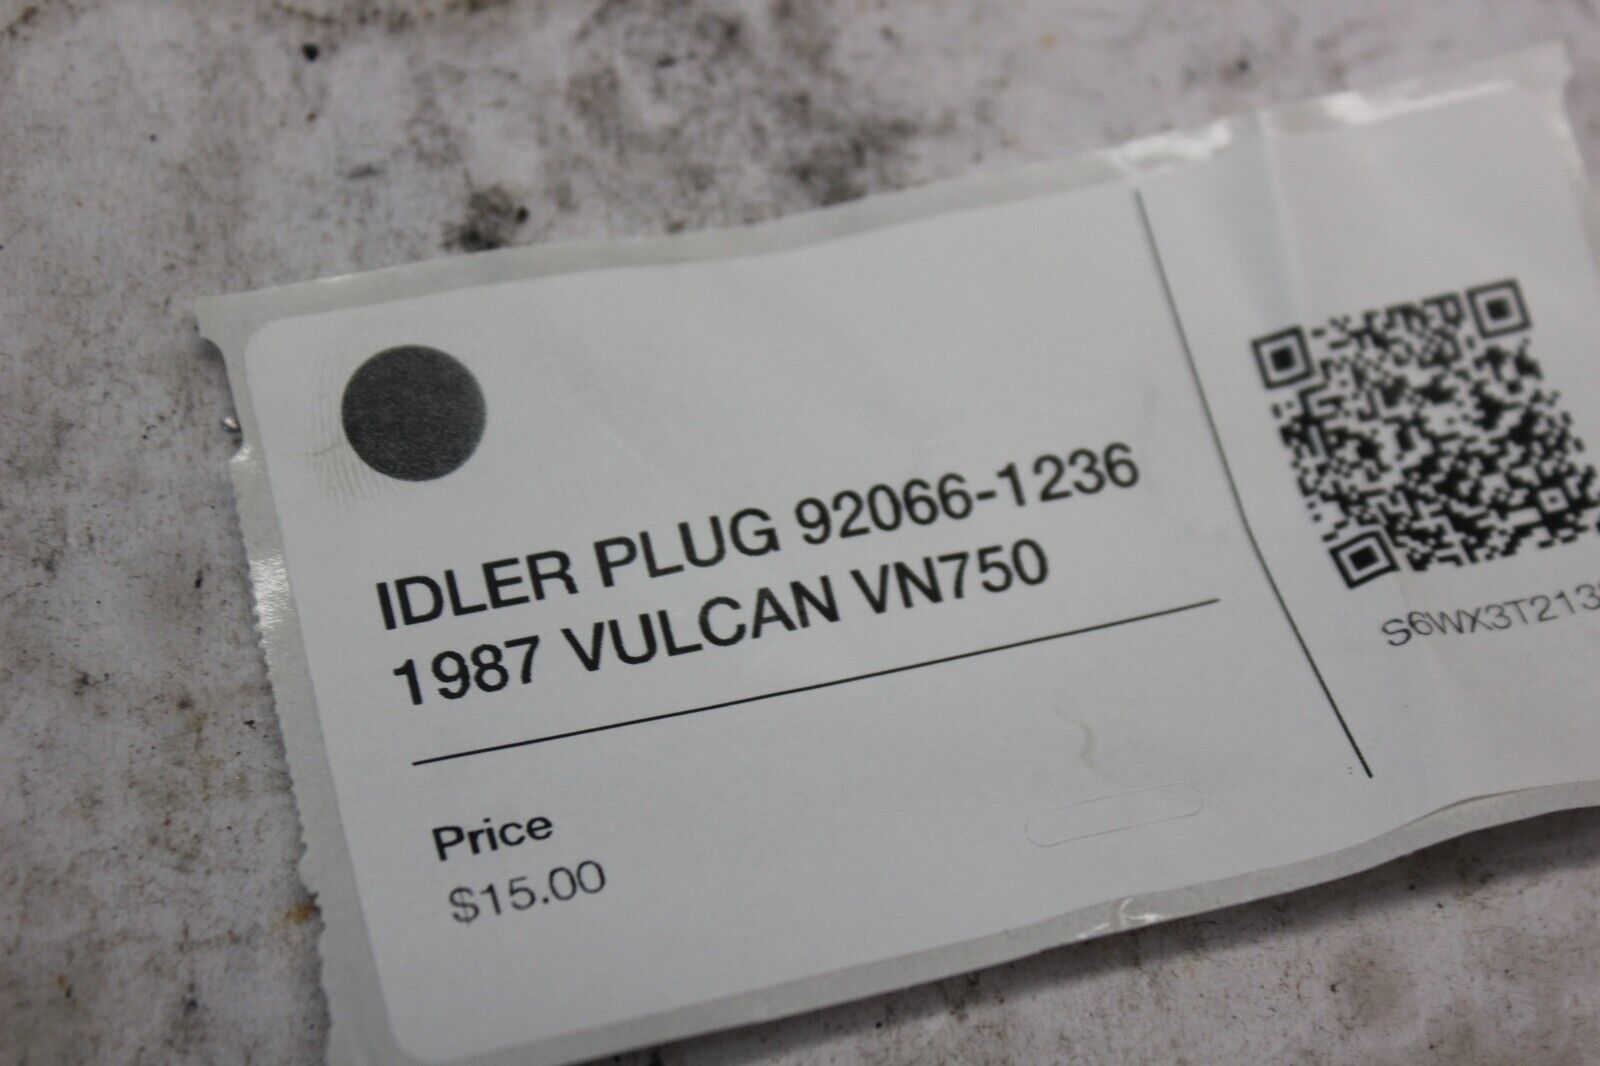 IDLER PLUG 92066-1236
1987 VULCAN VN750
Price
$15.00